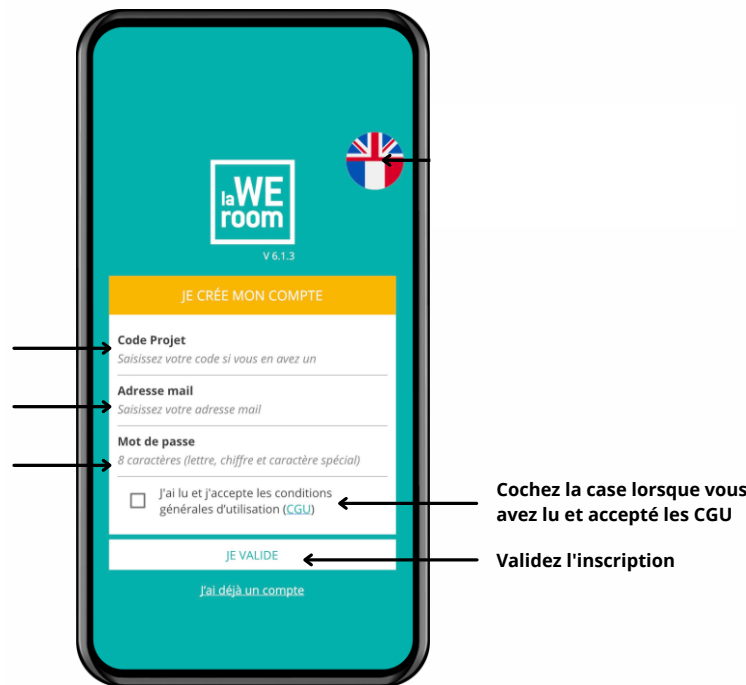 laWE
room
V 6.1.3
JE CRÉE MON COMPTE
Code Projet
Saisissez votre code si vous en avez un
Adresse mail
Saisissez votre adresse mail
Mot de passe
8 caractères (lettre, chiffre et caractère spécial)
J'ai lu et j'accepte les conditions
générales d'utilisation (CGU)
Cochez la case lorsque vous
avez lu et accepté les CGU
JE VALIDE
Validez l'inscription
J'ai déjà un compte